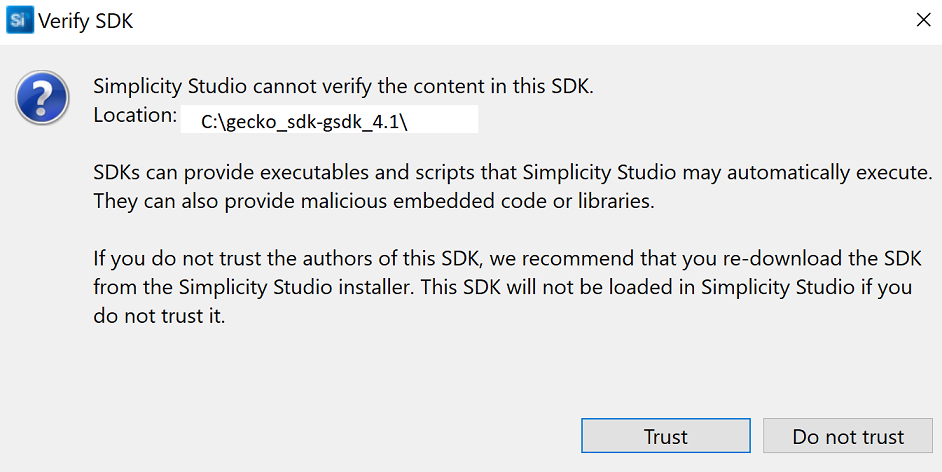 Si Verify SDK
Simplicity Studio cannot verify the content in this SDK.
Location: C:\gecko_sdk-gsdk_4.1\
SDKs can provide executables and scripts that Simplicity Studio may automatically execute.
They can also provide malicious embedded code or libraries.
If you do not trust the authors of this SDK, we recommend that you re-download the SDK
from the Simplicity Studio installer. This SDK will not be loaded in Simplicity Studio if you
do not trust it.
Trust Do not trust